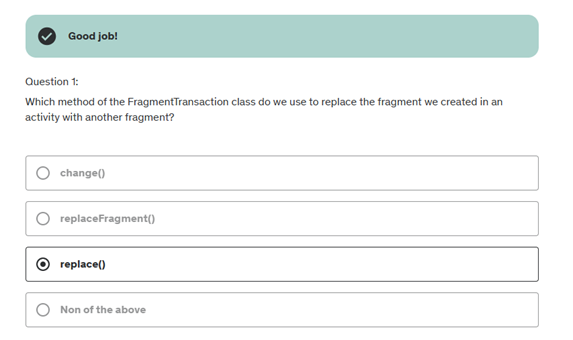 Good job!
Question 1:
Which method of the FragmentTransaction class do we use to replace the fragment we created in an
activity with another fragment?
change()
replaceFragment()
replace()
Non of the above